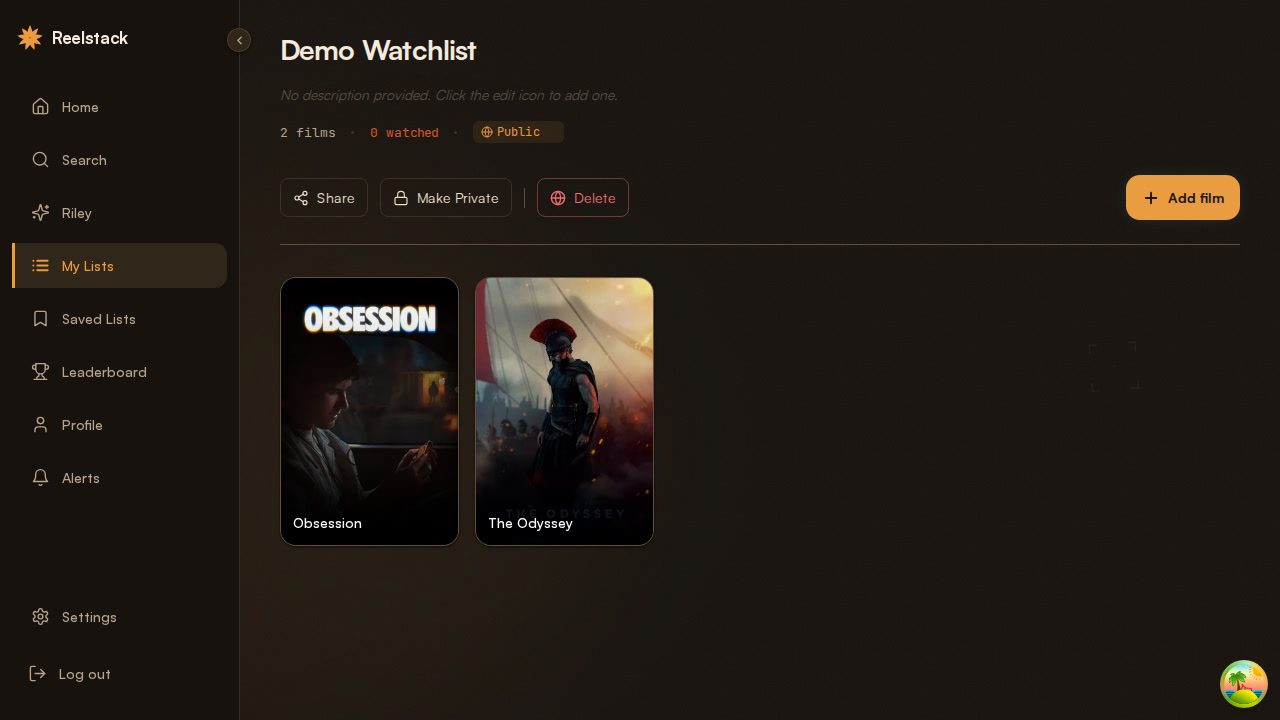 Reelstack
Home
Search
Riley
My Lists
Saved Lists
Leaderboard
Profile
Alerts
Settings
Log out
Demo Watchlist
No description provided. Click the edit icon to add one.
2 films · 0 watched · Public
Share
Make Private
Delete
Add film
OBSESSION
Obsession
THE ODYSSEY
The Odyssey